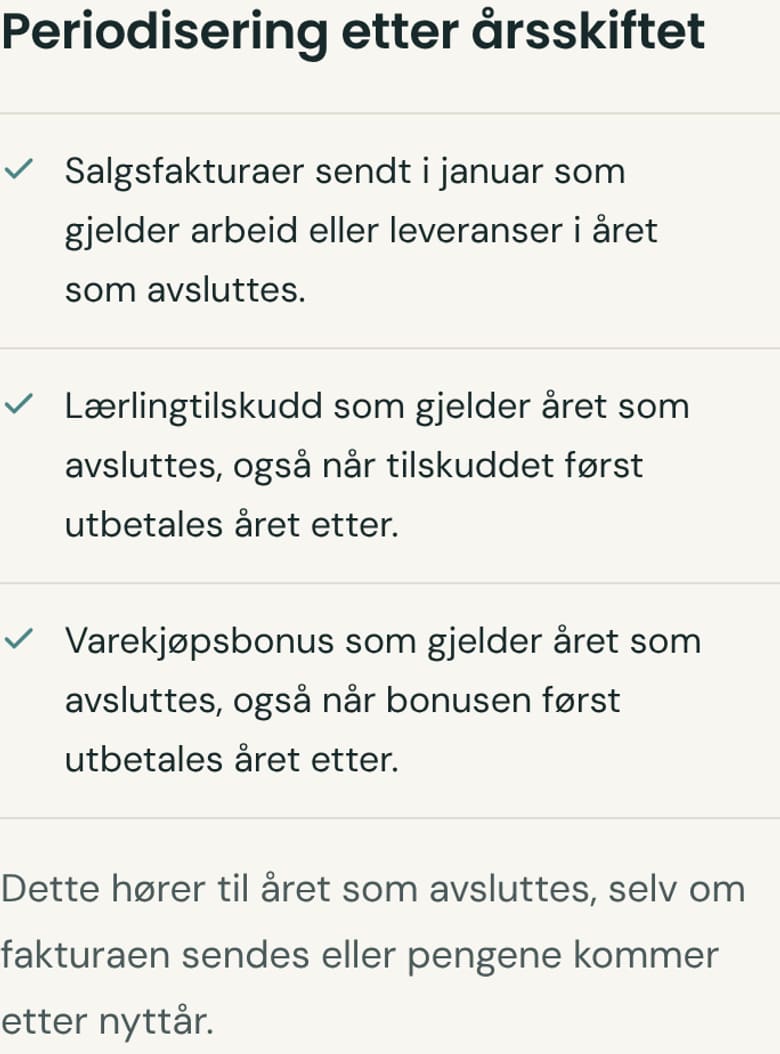 Periodisering etter årsskiftet
Salgsfakturaer sendt i januar som
gjelder arbeid eller leveranser i året
som avsluttes.
Lærlingtilskudd som gjelder året som
avsluttes, også når tilskuddet først
utbetales året etter.
Varekjøpsbonus som gjelder året som
avsluttes, også når bonusen først
utbetales året etter.
Dette hører til året som avsluttes, selv om
fakturaen sendes eller pengene kommer
etter nyttår.